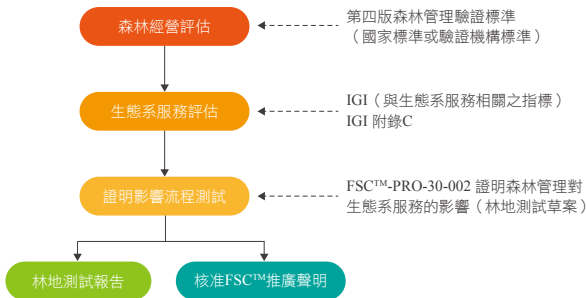 森林經營評估
第四版森林管理驗證標準
（國家標準或驗證機構標準）
生態系服務評估
IGI（與生態系服務相關之指標）
IGI 附錄C
證明影響流程測試
FSC™-PRO-30-002 證明森林管理對
生態系服務的影響（林地測試草案）
林地測試報告
核准FSC™推廣聲明